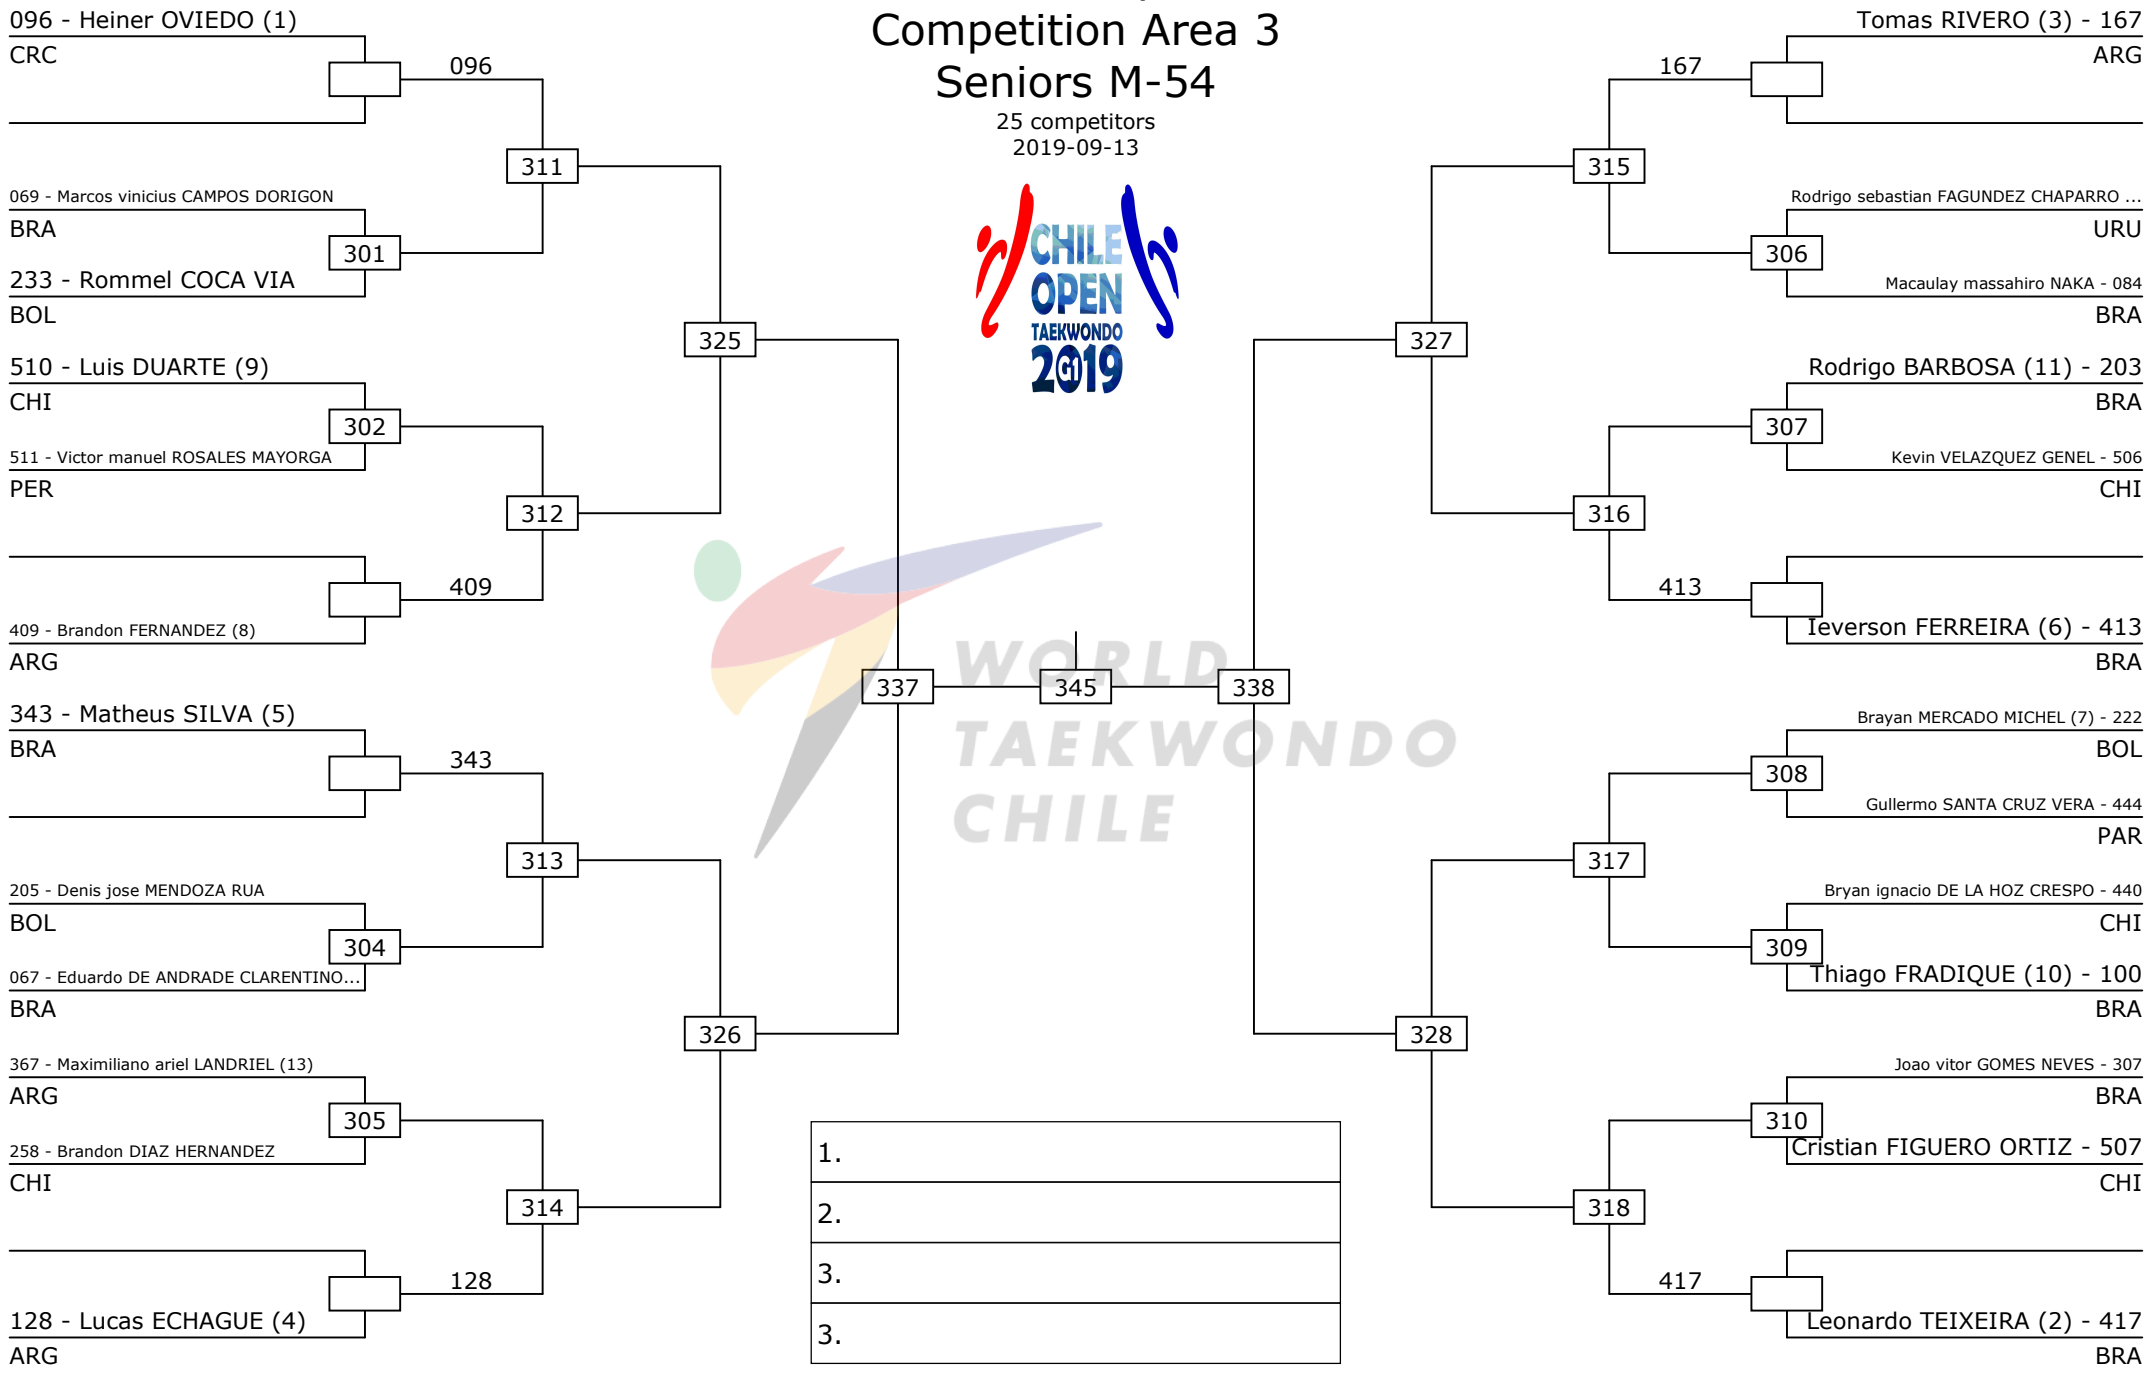 Competition Area 3
Seniors M-54
25 competitors
2019-09-13
CHILE
OPEN
TAEKWONDO
2019
G1
WORLD
TAEKWONDO
CHILE
096 - Heiner OVIEDO (1)
CRC
096
311
069 - Marcos vinicius CAMPOS DORIGON
BRA
301
233 - Rommel COCA VIA
BOL
325
510 - Luis DUARTE (9)
CHI
302
511 - Victor manuel ROSALES MAYORGA
PER
312
409
409 - Brandon FERNANDEZ (8)
ARG
337
343 - Matheus SILVA (5)
BRA
343
313
205 - Denis jose MENDOZA RUA
BOL
304
067 - Eduardo DE ANDRADE CLARENTINO...
BRA
326
367 - Maximiliano ariel LANDRIEL (13)
ARG
305
258 - Brandon DIAZ HERNANDEZ
CHI
314
128
128 - Lucas ECHAGUE (4)
ARG
345
Tomas RIVERO (3) - 167
ARG
167
315
Rodrigo sebastian FAGUNDEZ CHAPARRO ...
URU
306
Macaulay massahiro NAKA - 084
BRA
327
Rodrigo BARBOSA (11) - 203
BRA
307
Kevin VELAZQUEZ GENEL - 506
CHI
316
413
Ieverson FERREIRA (6) - 413
BRA
338
Brayan MERCADO MICHEL (7) - 222
BOL
308
Gullermo SANTA CRUZ VERA - 444
PAR
317
Bryan ignacio DE LA HOZ CRESPO - 440
CHI
309
Thiago FRADIQUE (10) - 100
BRA
328
Joao vitor GOMES NEVES - 307
BRA
310
Cristian FIGUERO ORTIZ - 507
CHI
318
417
Leonardo TEIXEIRA (2) - 417
BRA
1.
2.
3.
3.